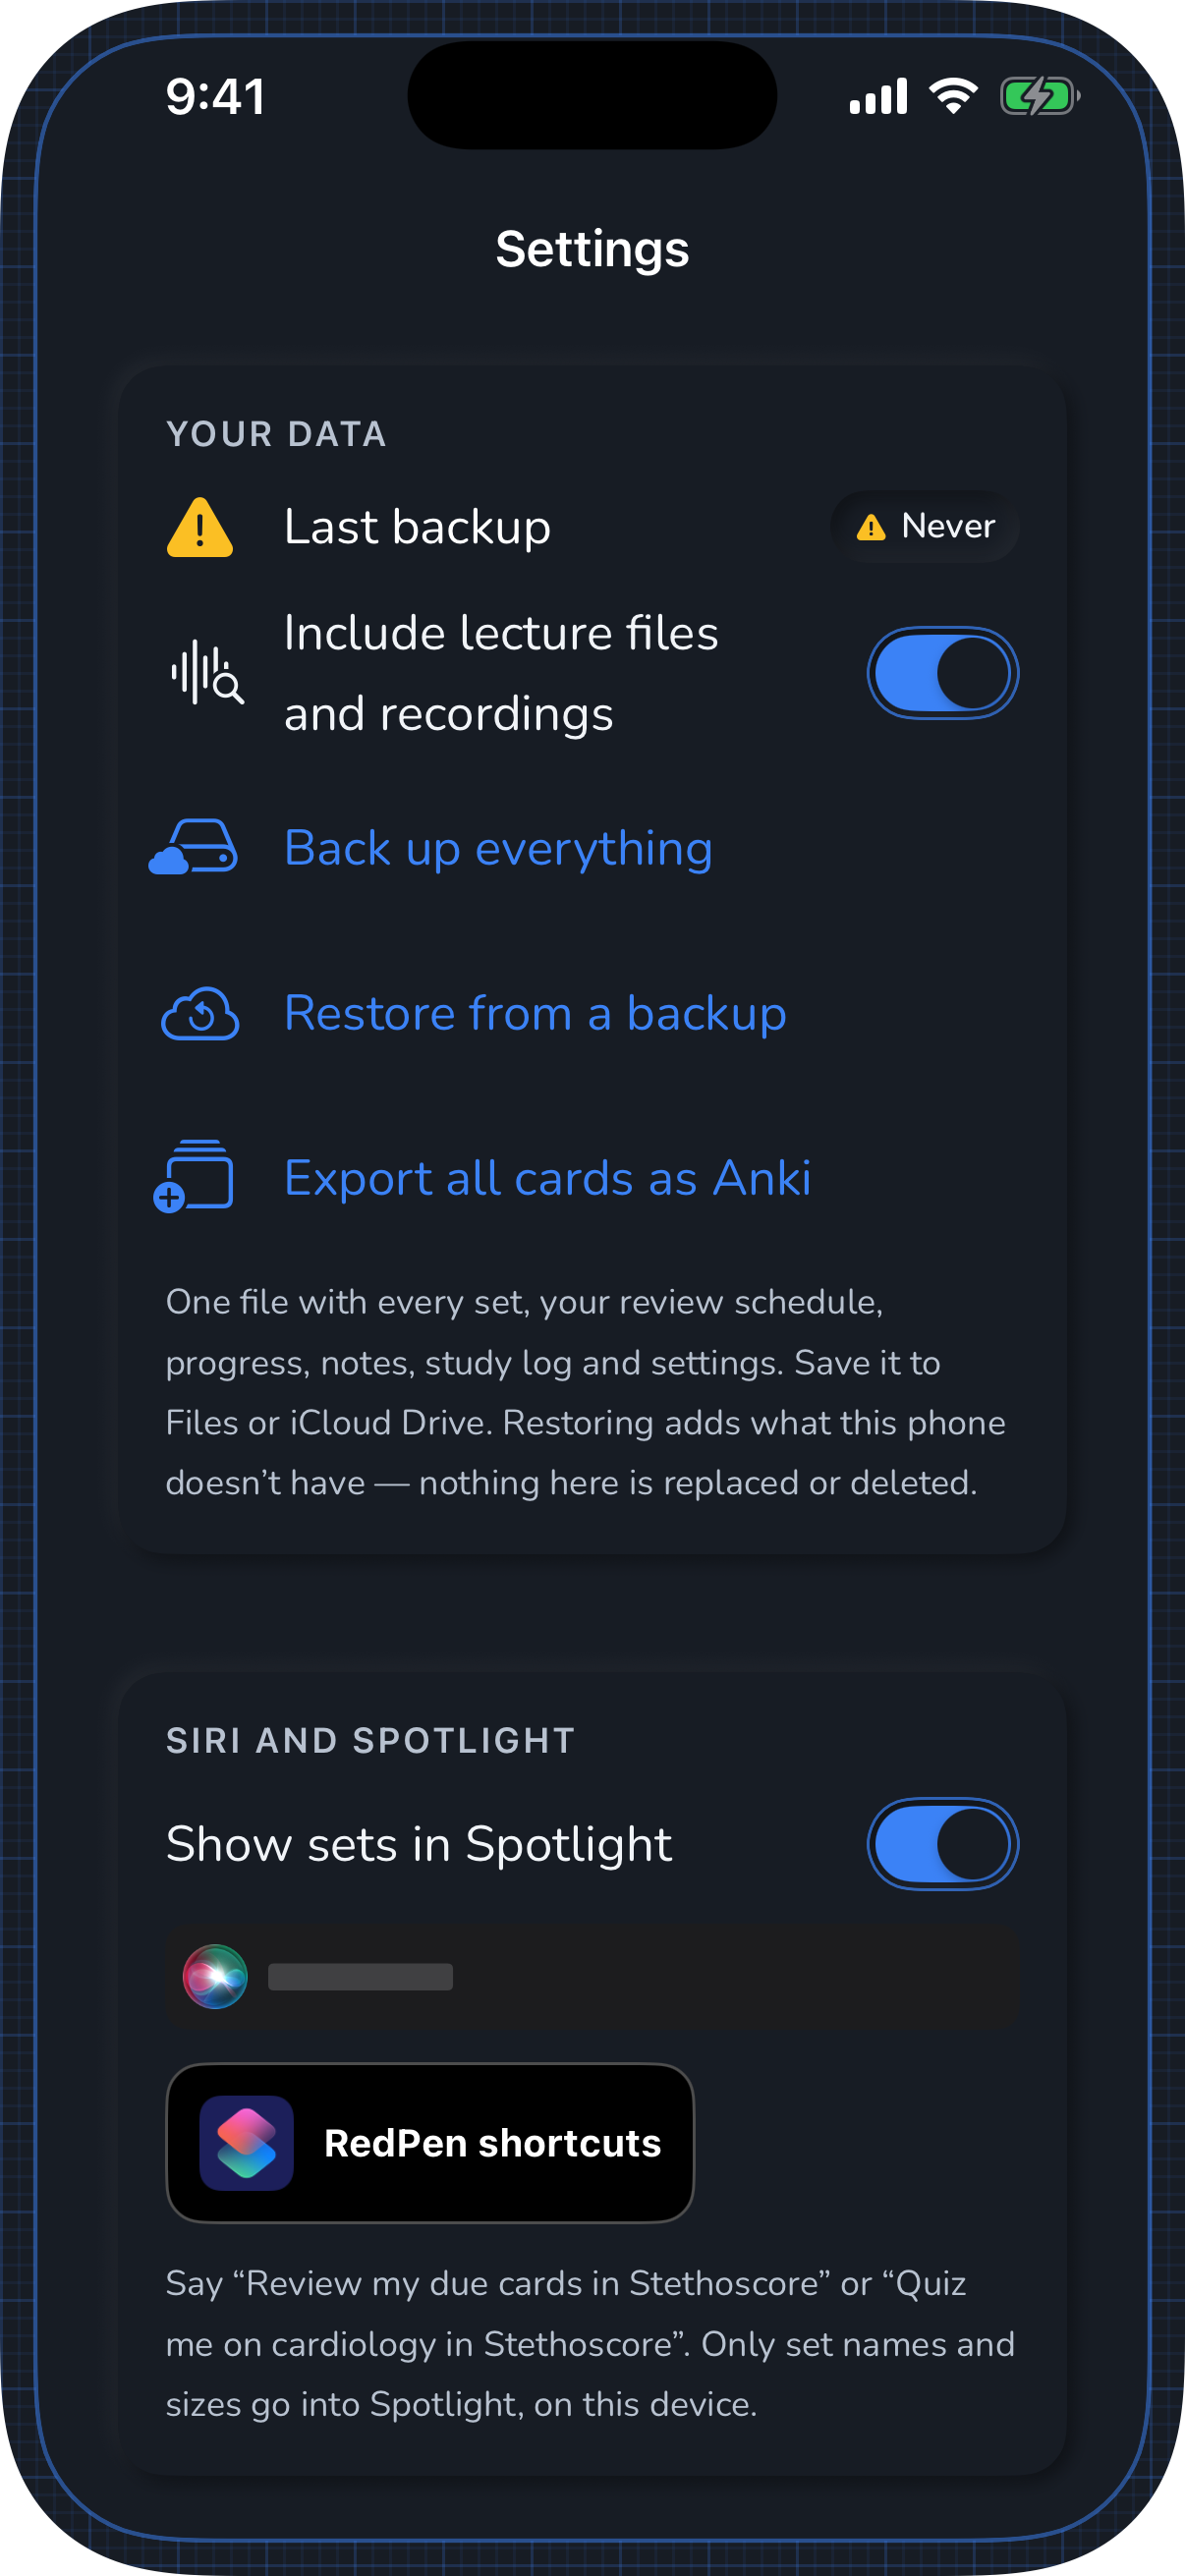 9:41
Settings
YOUR DATA
Last backup
Never
Include lecture files
and recordings
Back up everything
Restore from a backup
Export all cards as Anki
One file with every set, your review schedule,
progress, notes, study log and settings. Save it to
Files or iCloud Drive. Restoring adds what this phone
doesn’t have — nothing here is replaced or deleted.
SIRI AND SPOTLIGHT
Show sets in Spotlight
RedPen shortcuts
Say “Review my due cards in Stethoscore” or “Quiz
me on cardiology in Stethoscore”. Only set names and
sizes go into Spotlight, on this device.